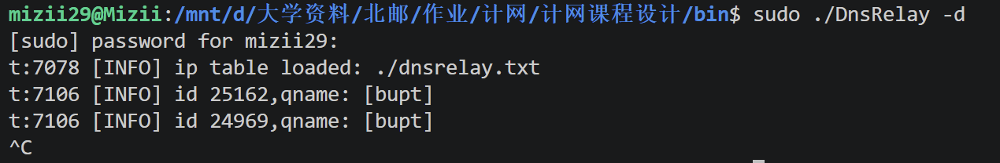 mizii29@Mizii:/mnt/d/大学资料/北邮/作业/计网/计网课程设计/bin$ sudo ./DnsRelay -d
[sudo] password for mizii29:
t:7078 [INFO] ip table loaded: ./dnsrelay.txt
t:7106 [INFO] id 25162,qname: [bupt]
t:7106 [INFO] id 24969,qname: [bupt]
^C